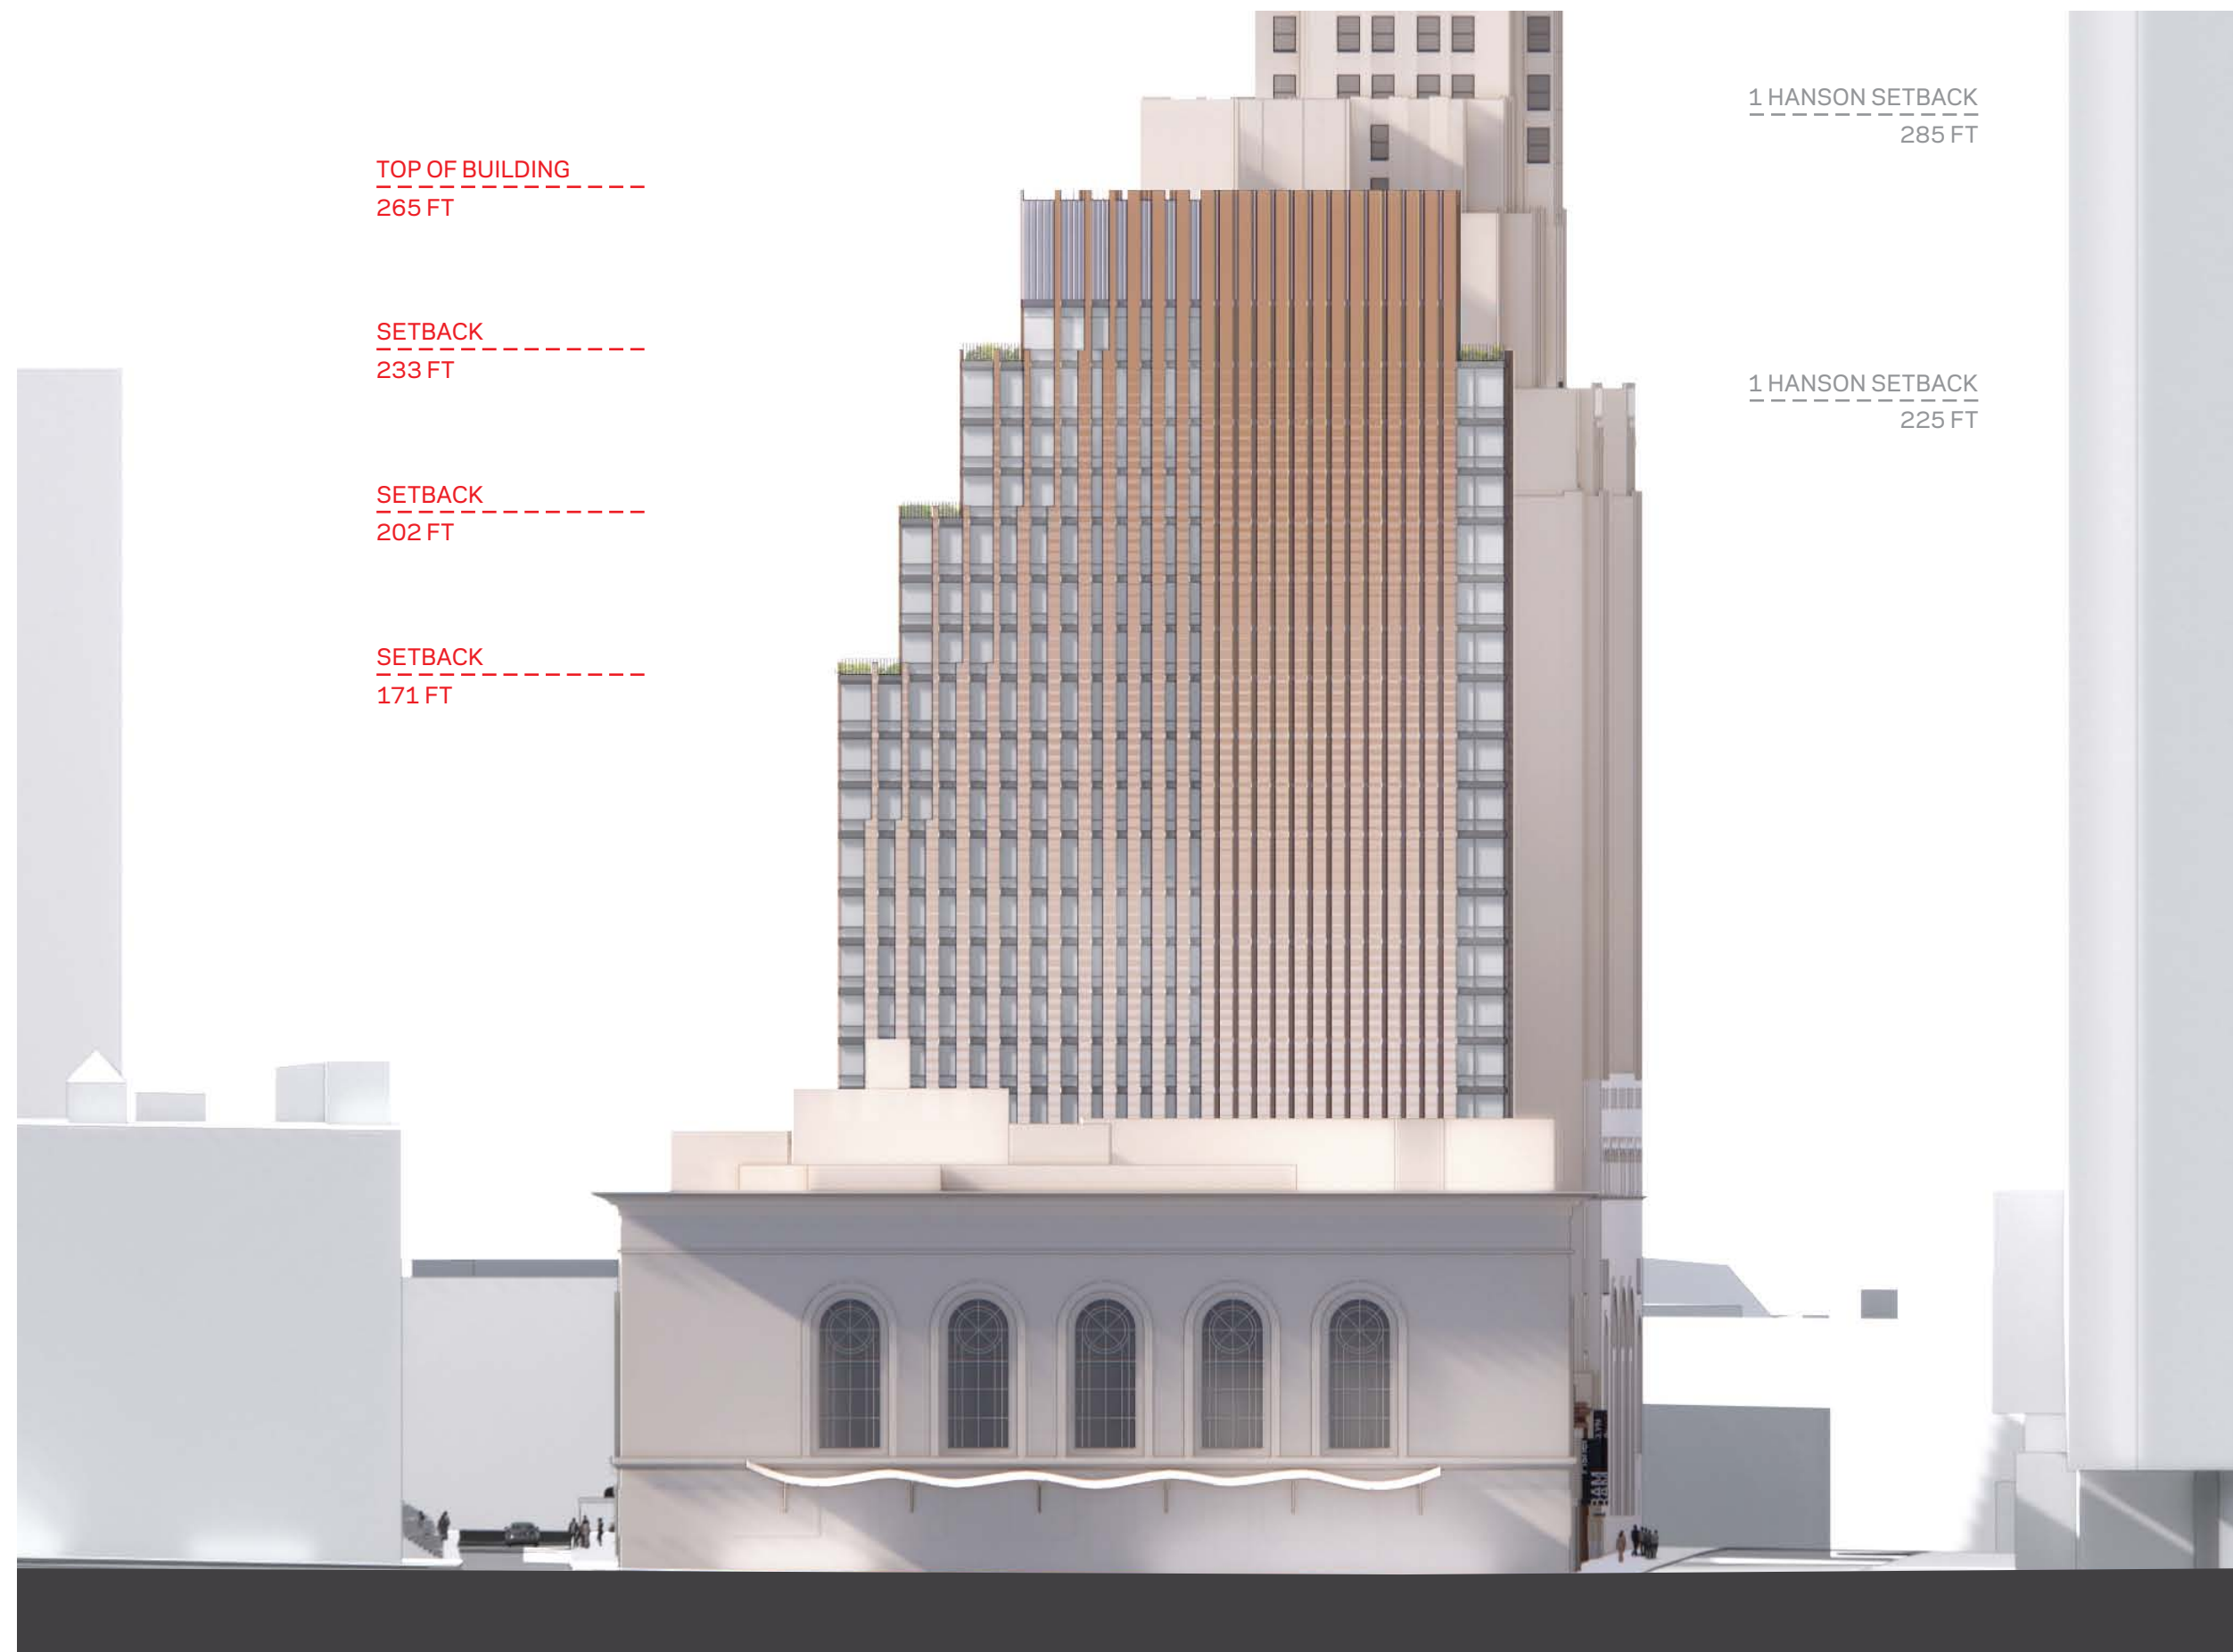 TOP OF BUILDING
265 FT
SETBACK
233 FT
SETBACK
202 FT
SETBACK
171 FT
1 HANSON SETBACK
285 FT
1 HANSON SETBACK
225 FT
BAM